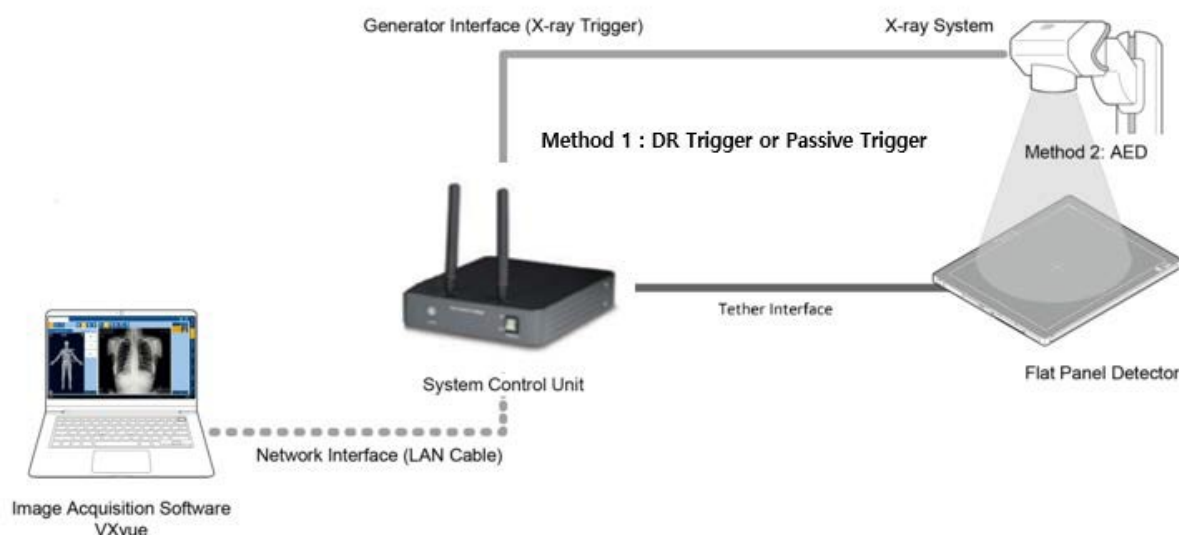 Generator Interface (X-ray Trigger)
X-ray System
Method 1 : DR Trigger or Passive Trigger
Method 2: AED
Tether Interface
Flat Panel Detector
System Control Unit
Network Interface (LAN Cable)
Image Acquisition Software
VXvue